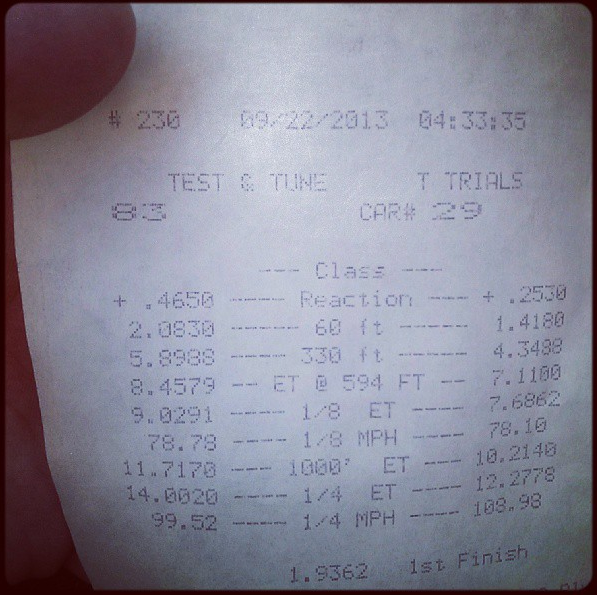 # 230 09/22/2013 04:33:35
TEST & TUNE T TRIALS
83 CAR# 29
--- Class ---
+ .4650 ----- Reaction --- + .2530
2.0830 ----- 60 ft ----- 1.4180
5.8988 ---- 330 ft ----- 4.3488
8.4579 -- ET @ 594 FT -- 7.1100
9.0291 ----- 1/8 ET ---- 7.6862
78.78 ----- 1/8 MPH ---- 78.10
11.7170 --- 1000' ET --- 10.2140
14.0020 ---- 1/4 ET ---- 12.2778
99.52 ---- 1/4 MPH ---- 108.98
1.9362 1st Finish